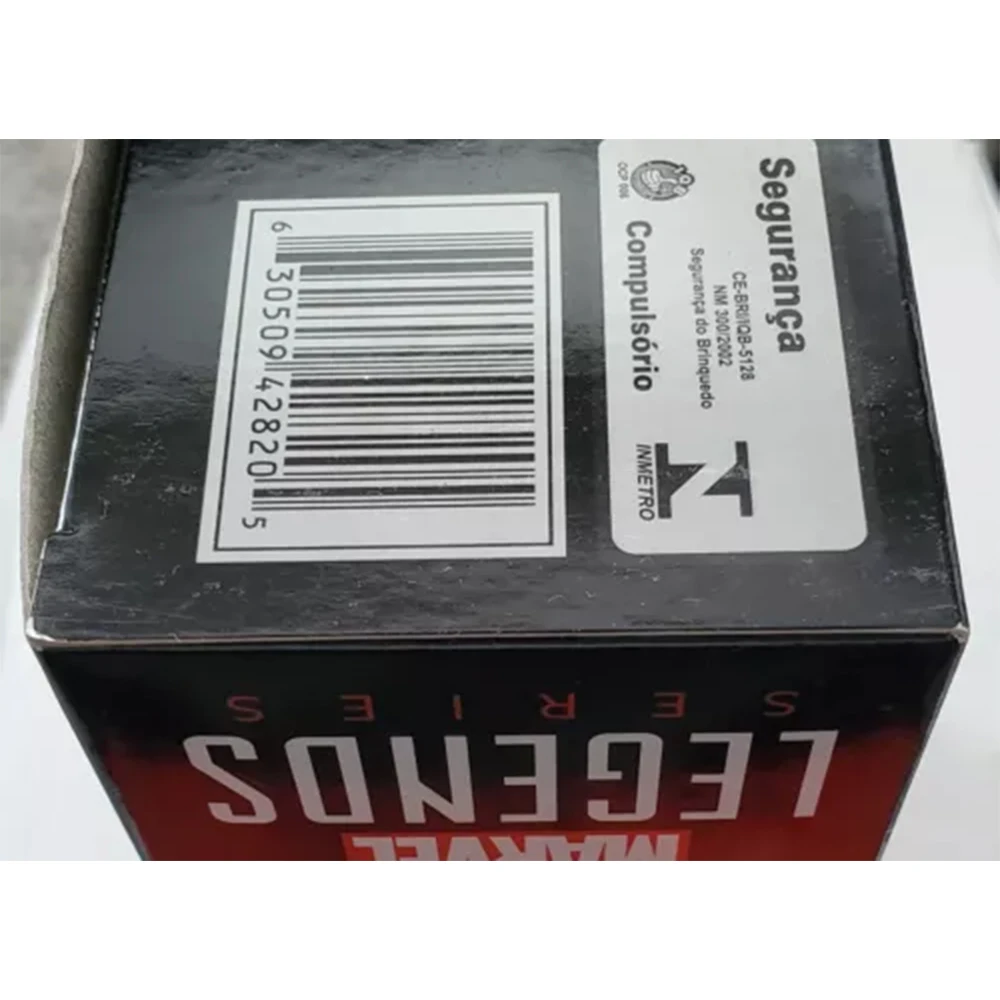 6 30509 42820 5
Segurança
CE-BRI/IQB-5128
NM 300/2002
Segurança do Brinquedo
Compulsório
OCP 006
INMETRO
MARVEL
LEGENDS
SERIES